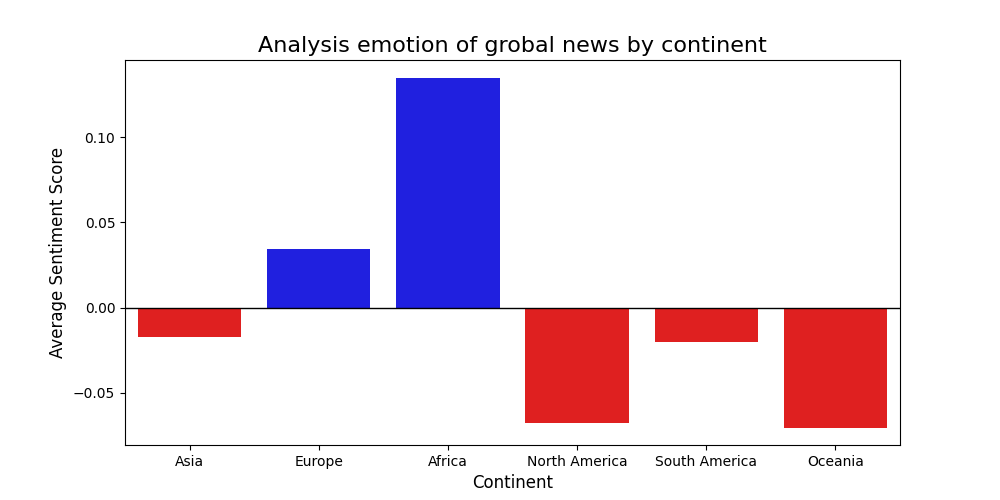 Analysis emotion of grobal news by continent
Average Sentiment Score
0.10
0.05
0.00
−0.05
Asia Europe Africa North America South America Oceania
Continent